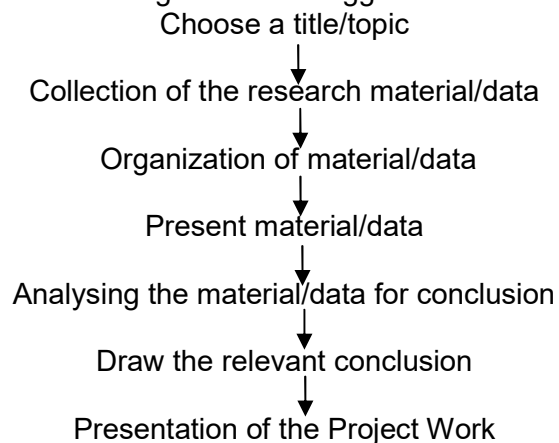 Choose a title/topic
Collection of the research material/data
Organization of material/data
Present material/data
Analysing the material/data for conclusion
Draw the relevant conclusion
Presentation of the Project Work